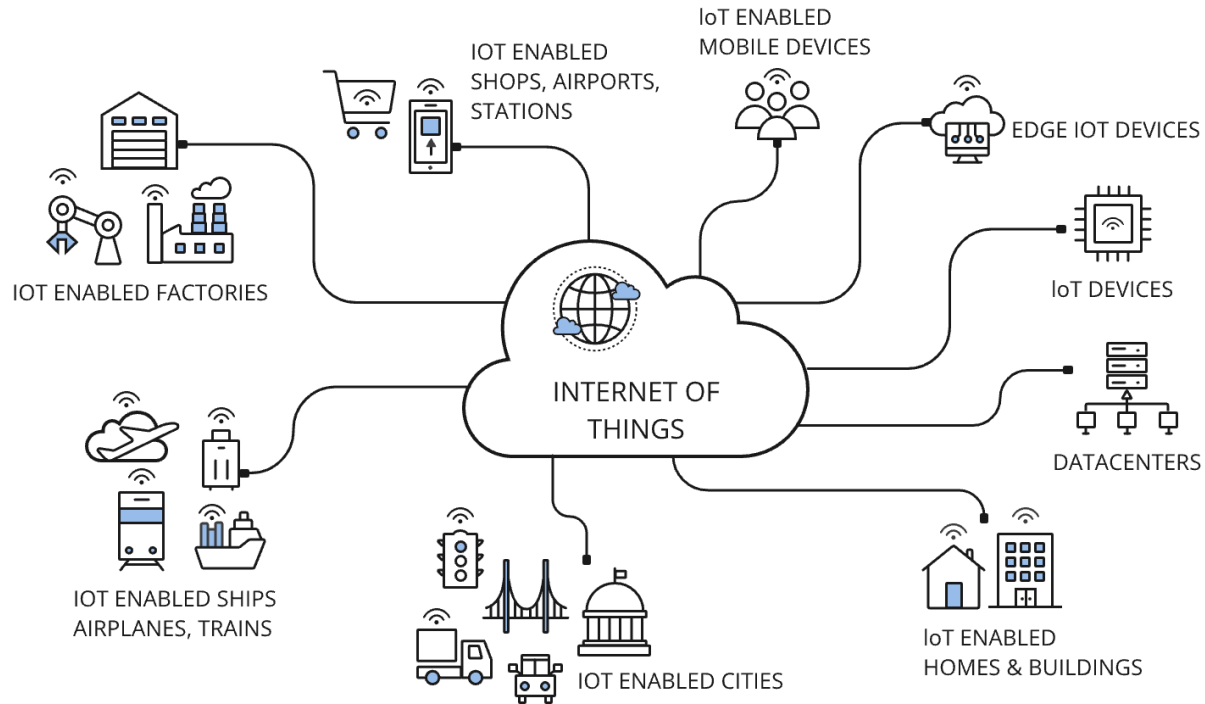 IoT ENABLED
MOBILE DEVICES
IOT ENABLED
SHOPS, AIRPORTS,
STATIONS
EDGE IOT DEVICES
IOT ENABLED FACTORIES
IoT DEVICES
INTERNET OF
THINGS
DATACENTERS
IOT ENABLED SHIPS
AIRPLANES, TRAINS
IOT ENABLED CITIES
IoT ENABLED
HOMES & BUILDINGS